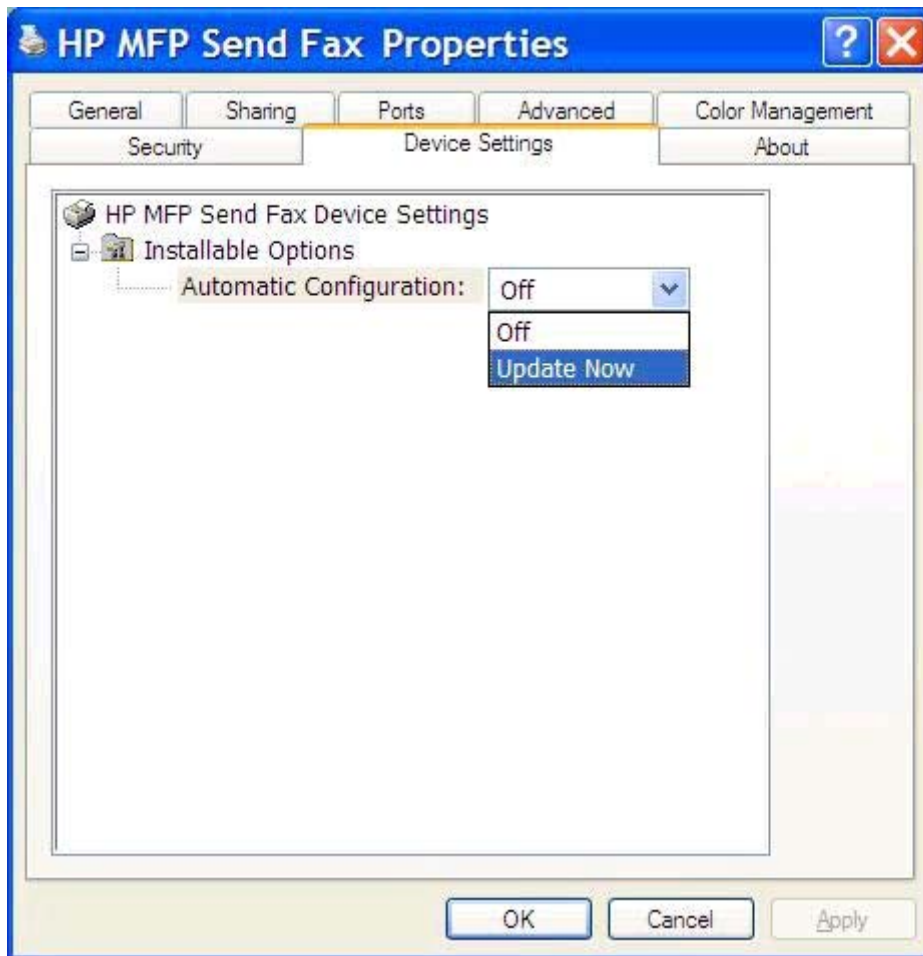 HP MFP Send Fax Properties
?
General Sharing Ports Advanced Color Management
Security Device Settings About
HP MFP Send Fax Device Settings
Installable Options
Automatic Configuration: Off
Off
Update Now
OK Cancel Apply